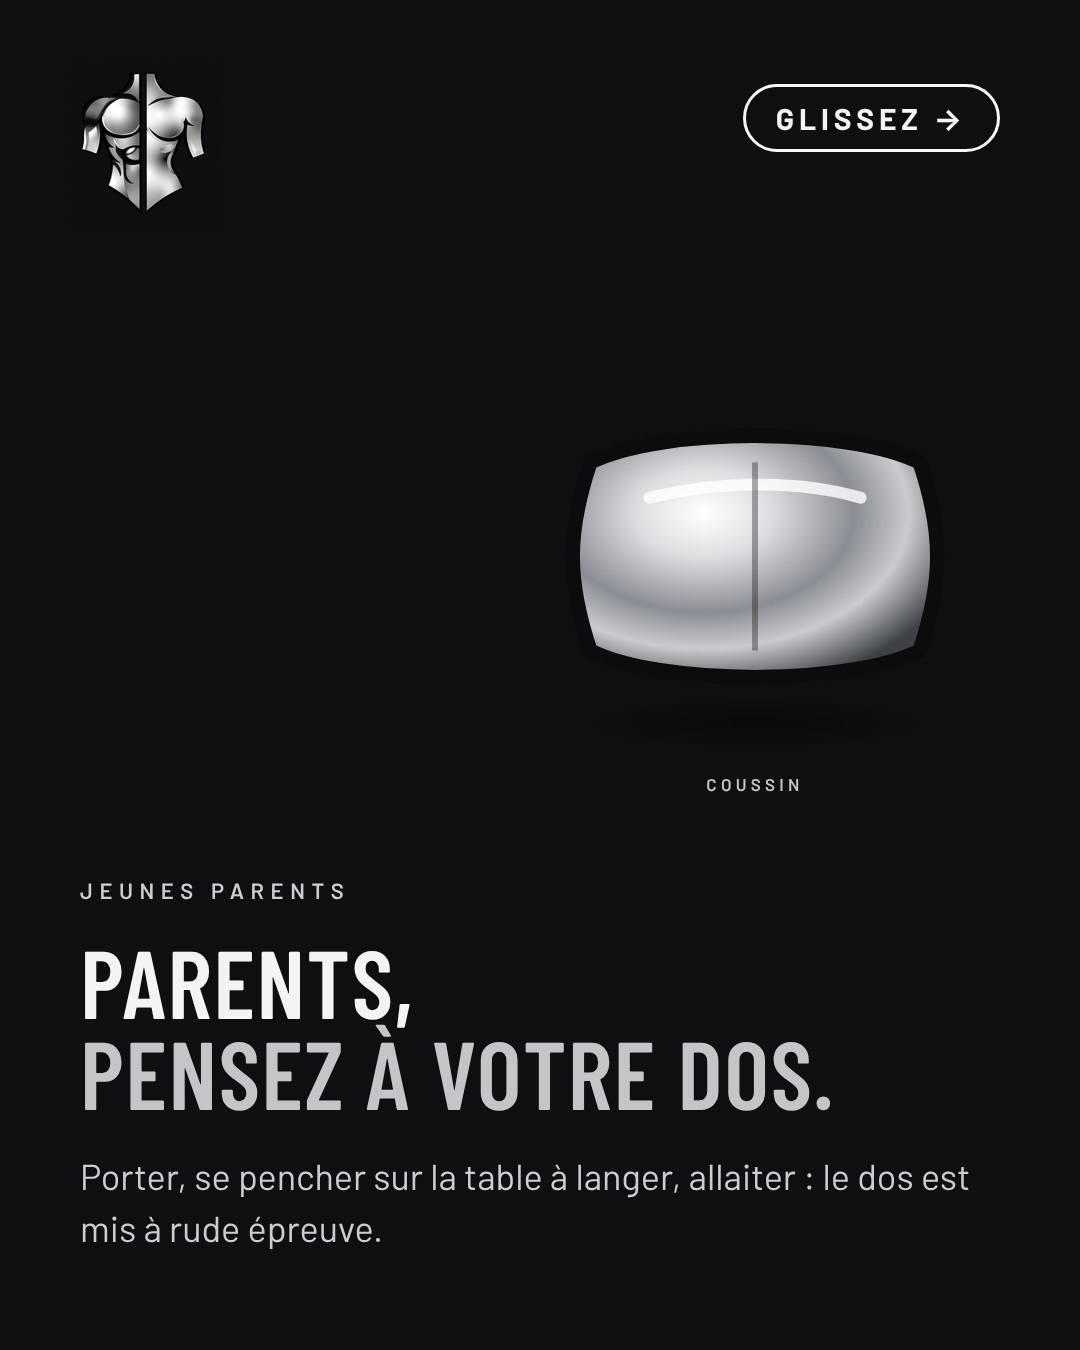 GLISSEZ →
COUSSIN
JEUNES PARENTS
PARENTS,
PENSEZ À VOTRE DOS.
Porter, se pencher sur la table à langer, allaiter : le dos est
mis à rude épreuve.